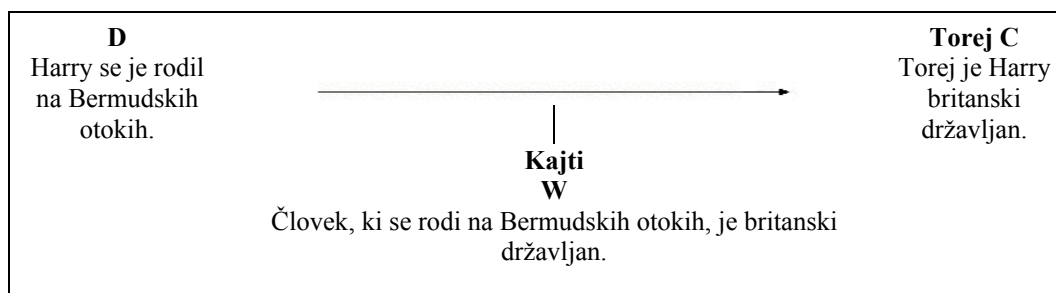 D
Harry se je rodil
na Bermudskih
otokih.
Torej C
Torej je Harry
britanski
državljan.
Kajti
W
Človek, ki se rodi na Bermudskih otokih, je britanski
državljan.